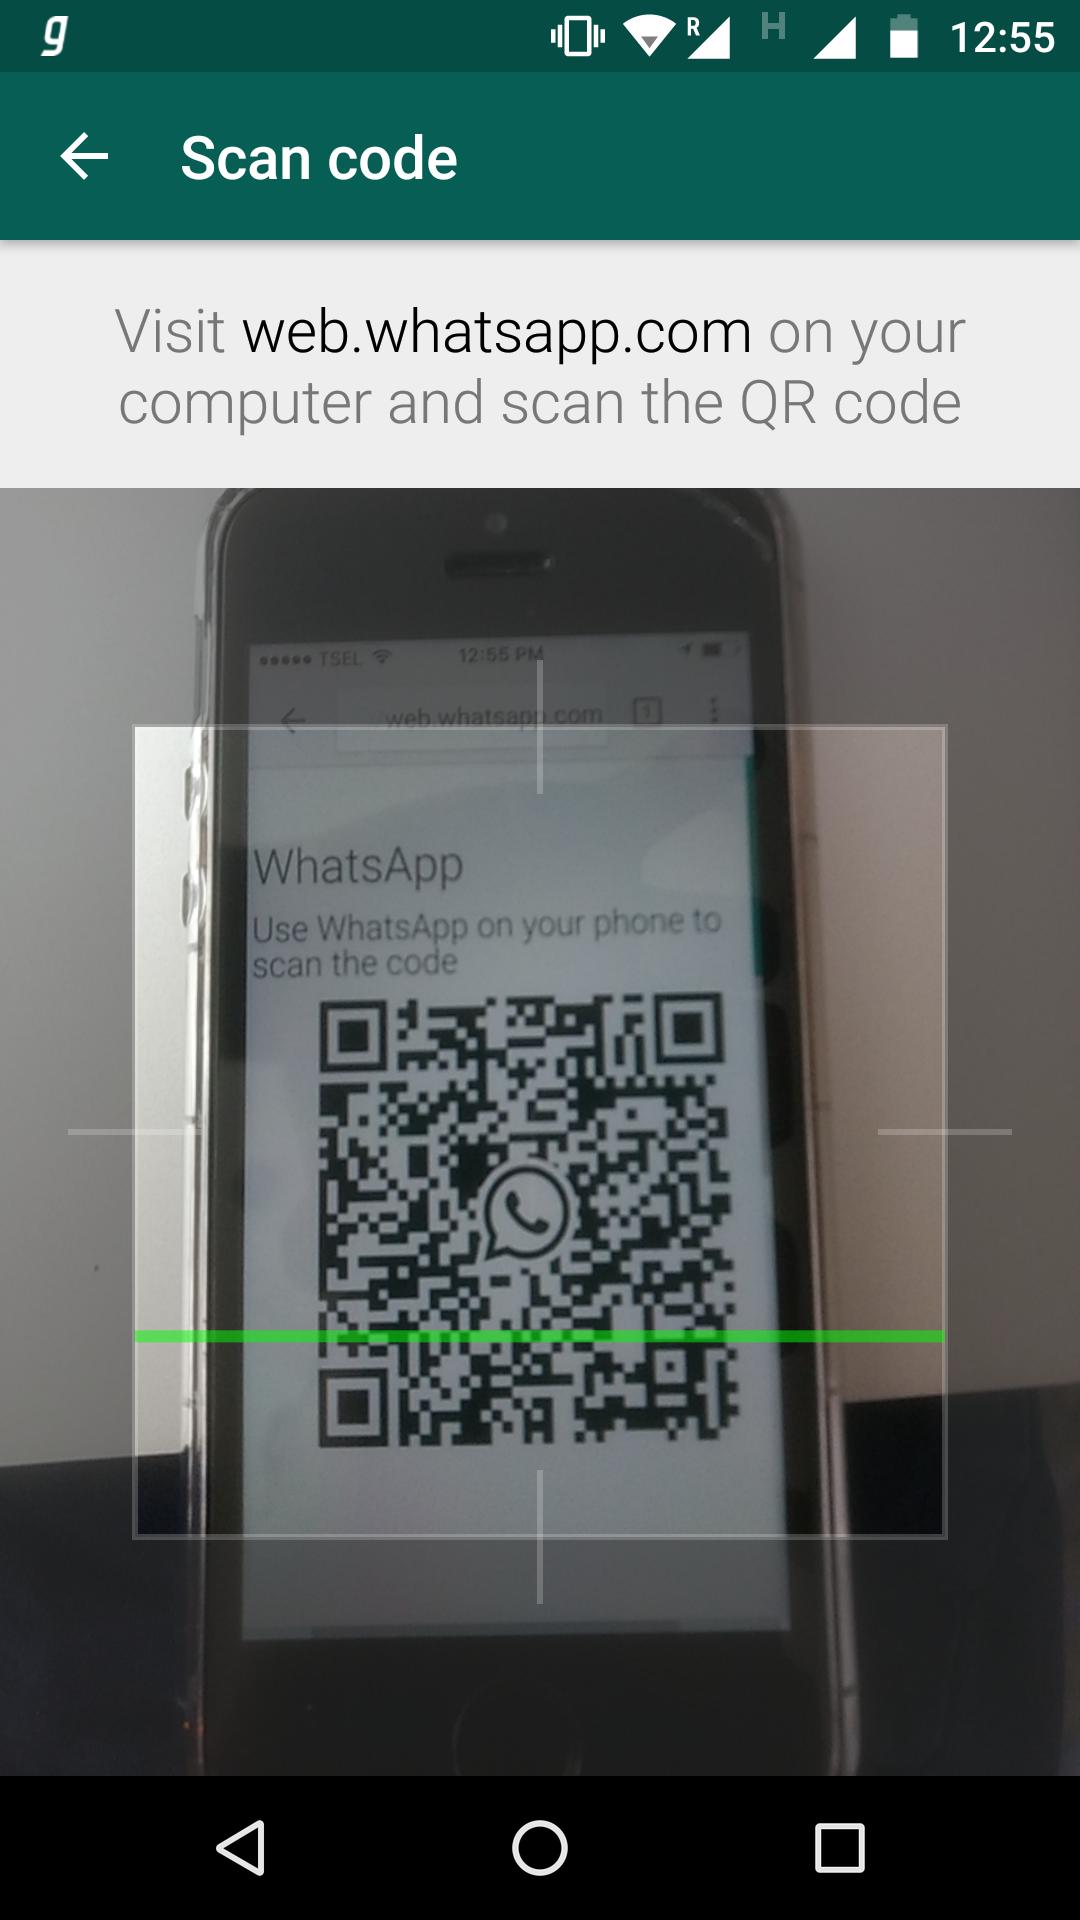 g
R
H
12:55
Scan code
Visit web.whatsapp.com on your
computer and scan the QR code
TSEL
12:55 PM
web.whatsapp.com
1
WhatsApp
Use WhatsApp on your phone to
scan the code